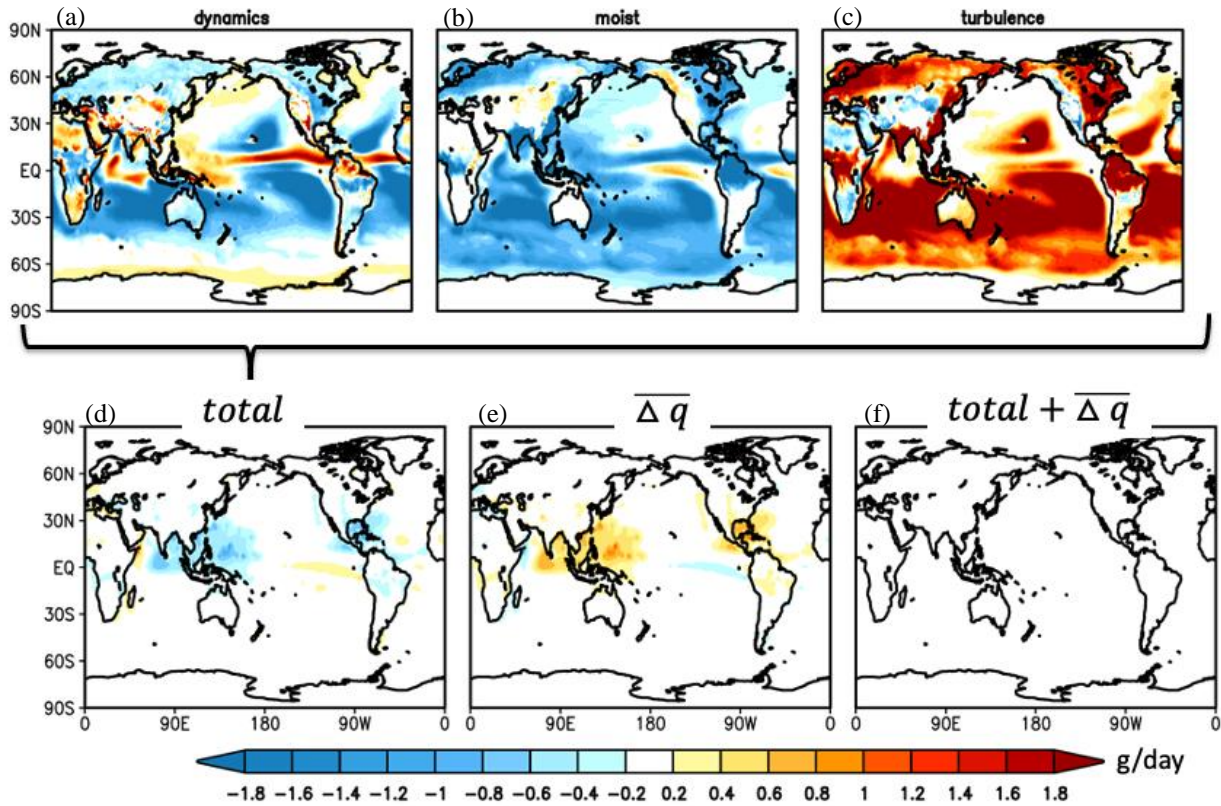 (a) dynamics (b) moist (c) turbulence
90N
60N
30N
EQ
30S
60S
90S
(d) total (e) \overline{Δ q} (f) total + \overline{Δ q}
90N
60N
30N
EQ
30S
60S
90S
0 90E 180 90W 0 0 90E 180 90W 0 0 90E 180 90W 0
g/day
−1.8 −1.6 −1.4 −1.2 −1 −0.8 −0.6 −0.4 −0.2 0.2 0.4 0.6 0.8 1 1.2 1.4 1.6 1.8